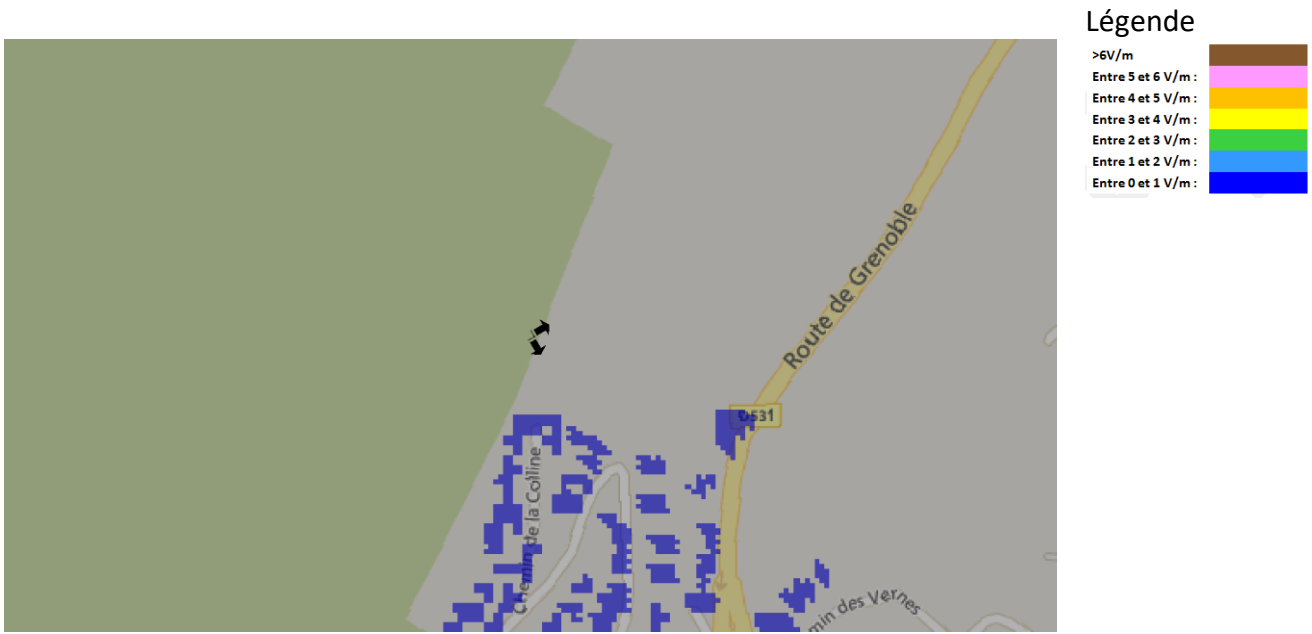 Légende
>6V/m
Entre 5 et 6 V/m :
Entre 4 et 5 V/m :
Entre 3 et 4 V/m :
Entre 2 et 3 V/m :
Entre 1 et 2 V/m :
Entre 0 et 1 V/m :
Route de Grenoble
D531
Chemin de la Colline
min des Vernes